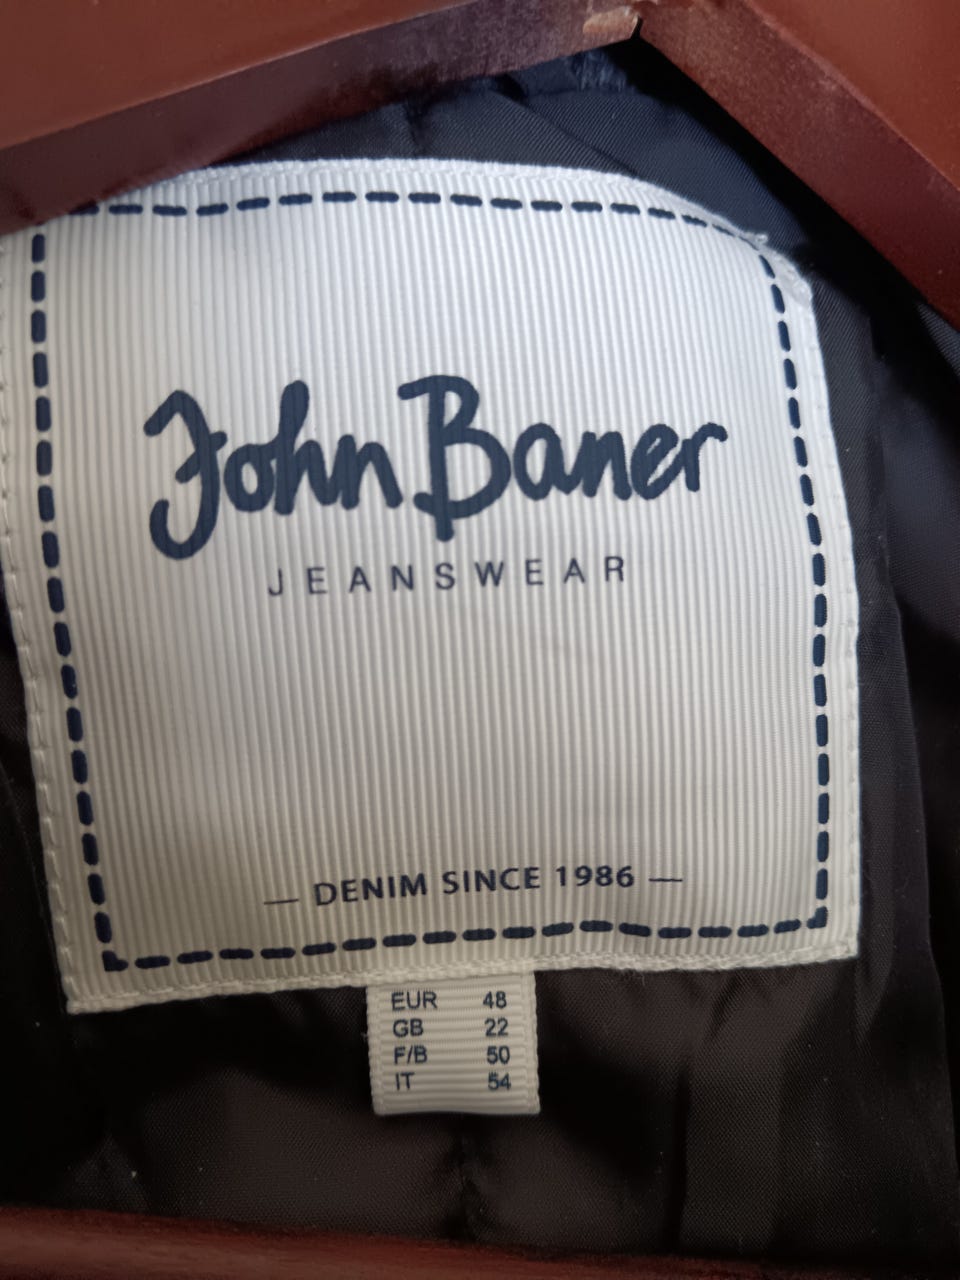 John Baner
JEANSWEAR
— DENIM SINCE 1986 —
EUR 48
GB 22
F/B 50
IT 54